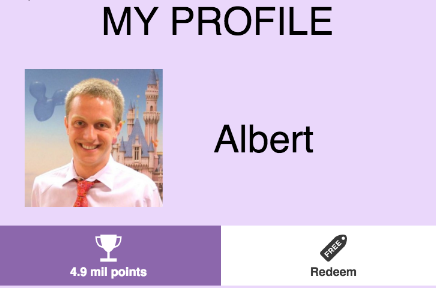 MY PROFILE
Albert
4.9 mil points
FREE
Redeem